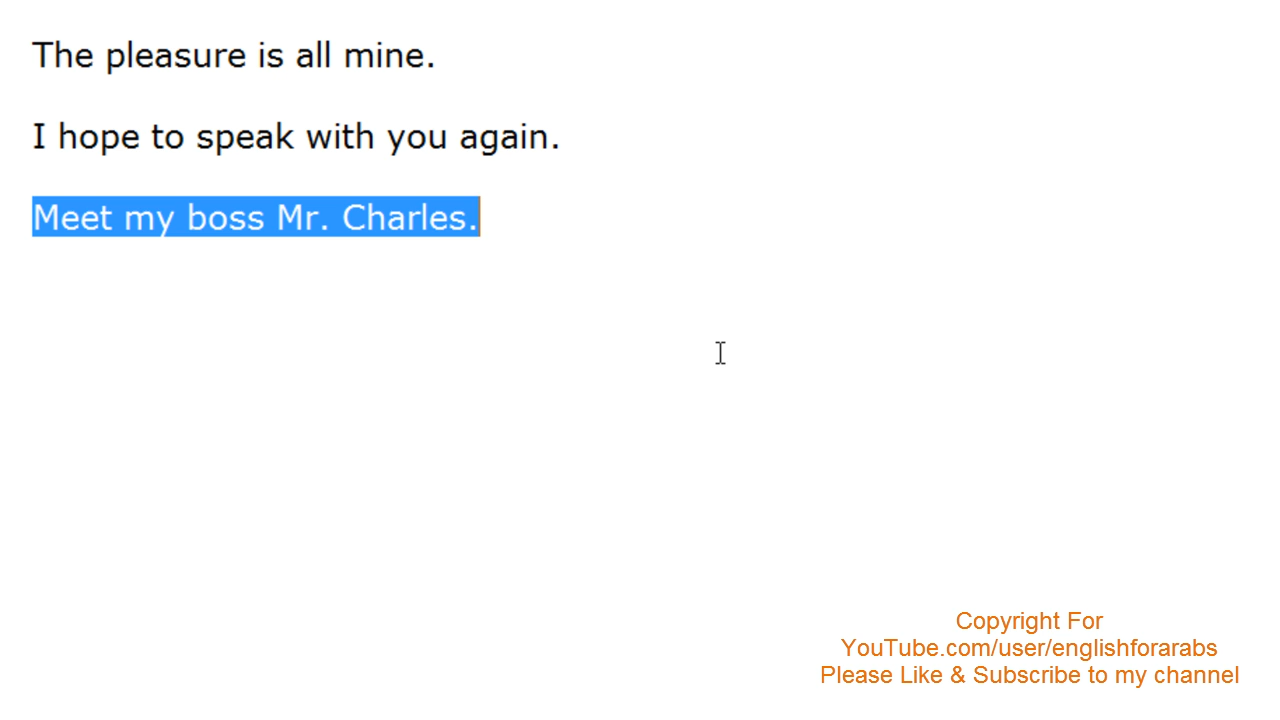 The pleasure is all mine.
I hope to speak with you again.
Meet my boss Mr. Charles.
Copyright For
YouTube.com/user/englishforarabs
Please Like & Subscribe to my channel